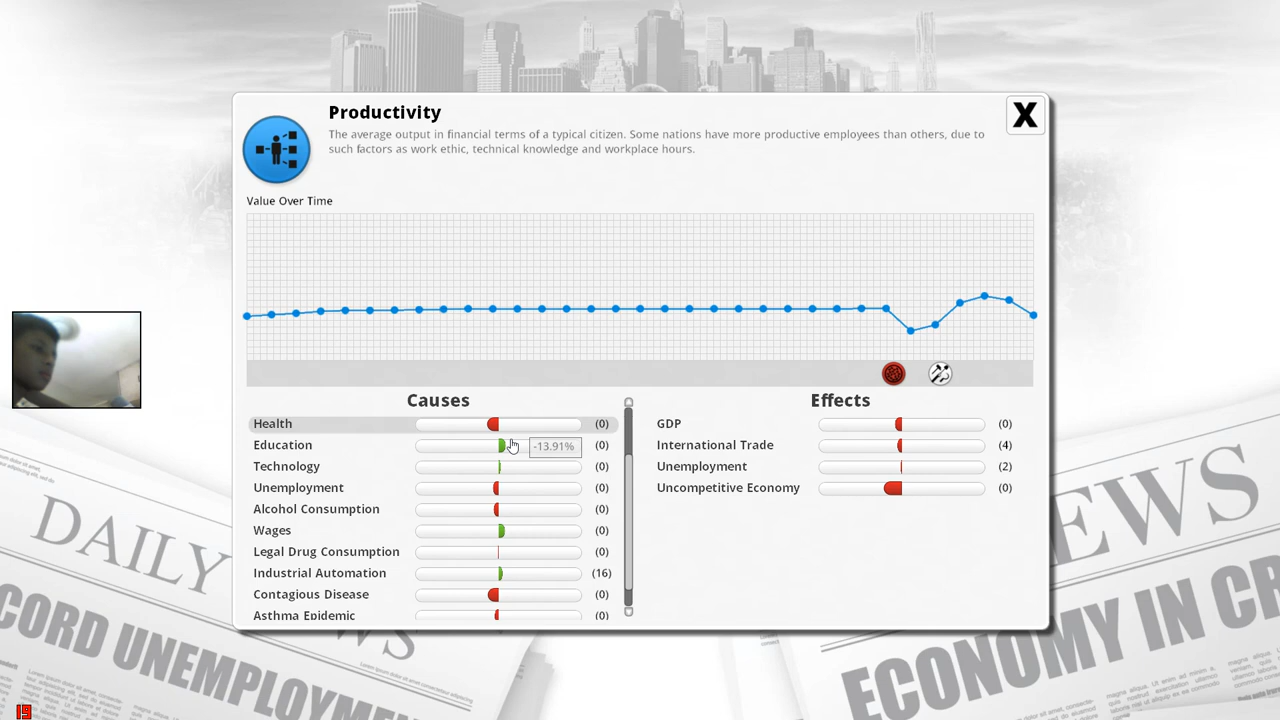 Productivity
X
The average output in financial terms of a typical citizen. Some nations have more productive employees than others, due to
such factors as work ethic, technical knowledge and workplace hours.
Value Over Time
Causes
Effects
Health (0)
GDP (0)
Education -13.91% (0)
International Trade (4)
Technology (0)
Unemployment (2)
Unemployment (0)
Uncompetitive Economy (0)
Alcohol Consumption (0)
Wages (0)
Legal Drug Consumption (0)
Industrial Automation (16)
Contagious Disease (0)
Asthma Epidemic (0)
DAILY
NEWS
CORD UNEMPLOYM
ECONOMY IN CR
19